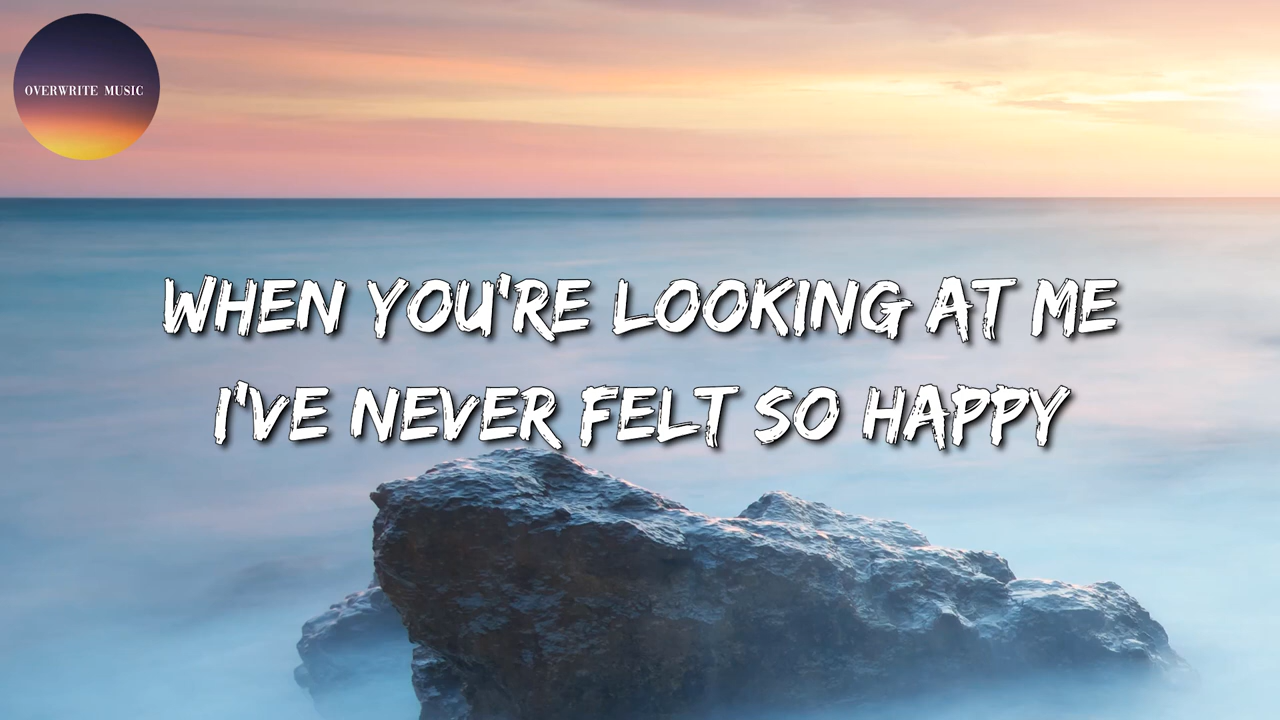 OVERWRITE MUSIC
WHEN YOU'RE LOOKING AT ME
I'VE NEVER FELT SO HAPPY